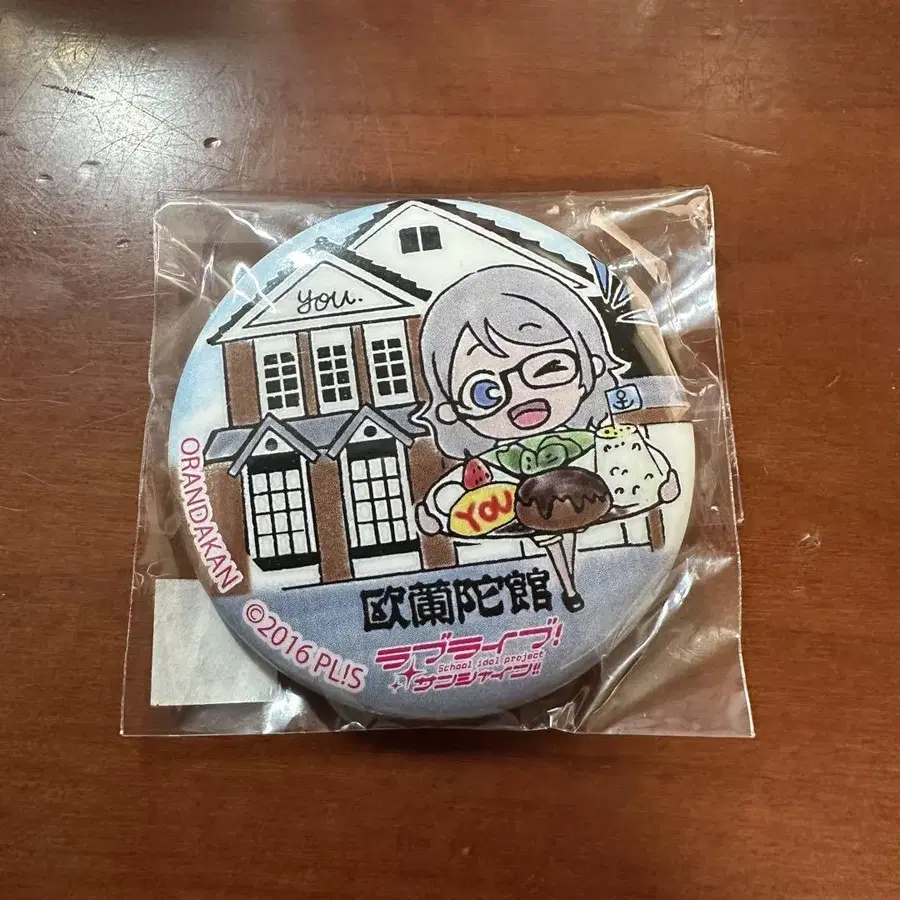 you.
YOU
ORANDAKAN
©2016 PL!S
欧蘭陀館
ラブライブ!
School idol project
サンシャイン!!